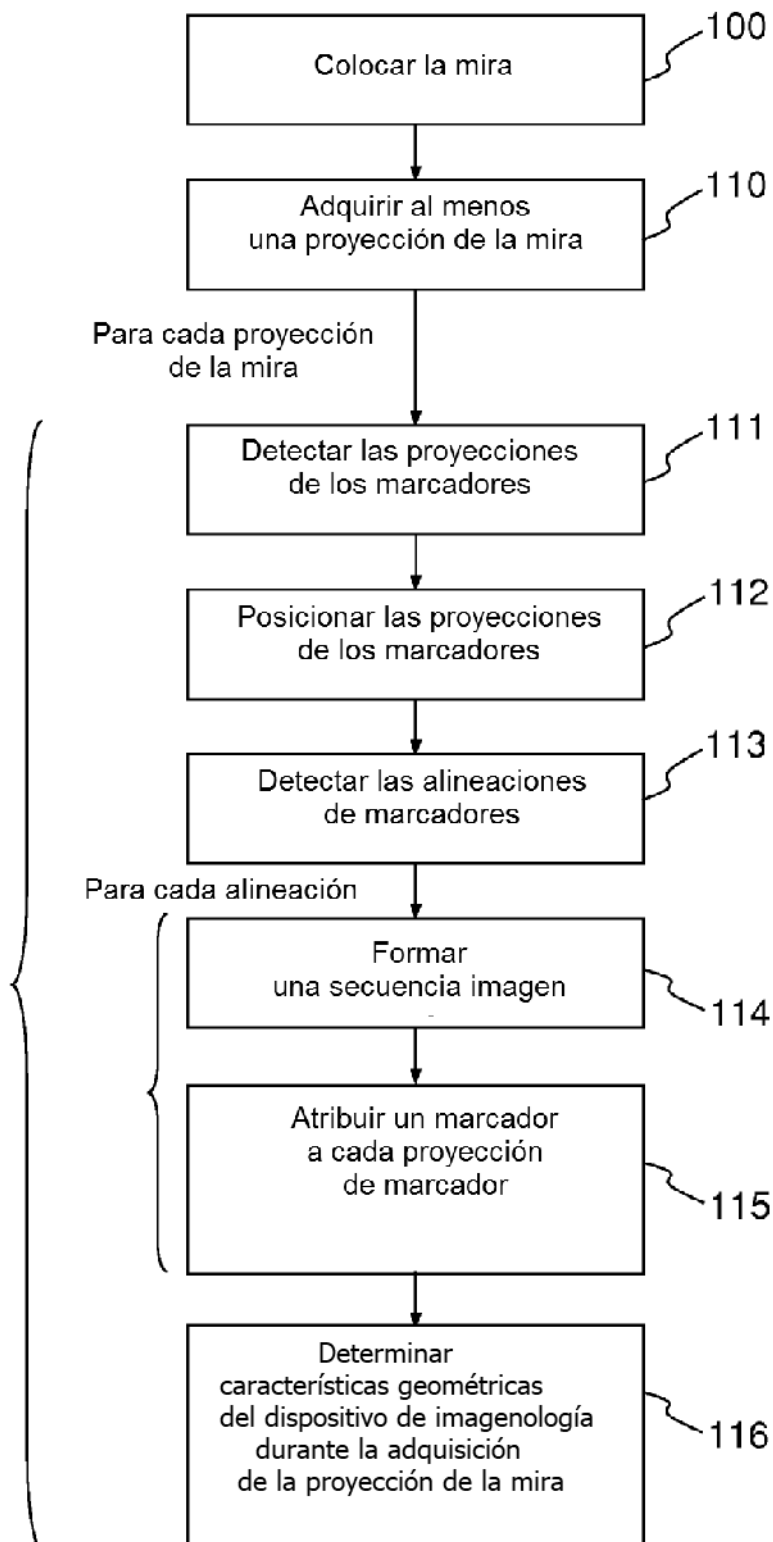 Colocar la mira
100
Adquirir al menos
una proyección de la mira
110
Para cada proyección
de la mira
Detectar las proyecciones
de los marcadores
111
Posicionar las proyecciones
de los marcadores
112
Detectar las alineaciones
de marcadores
113
Para cada alineación
Formar
una secuencia imagen
114
Atribuir un marcador
a cada proyección
de marcador
115
Determinar
características geométricas
del dispositivo de imagenología
durante la adquisición
de la proyección de la mira
116